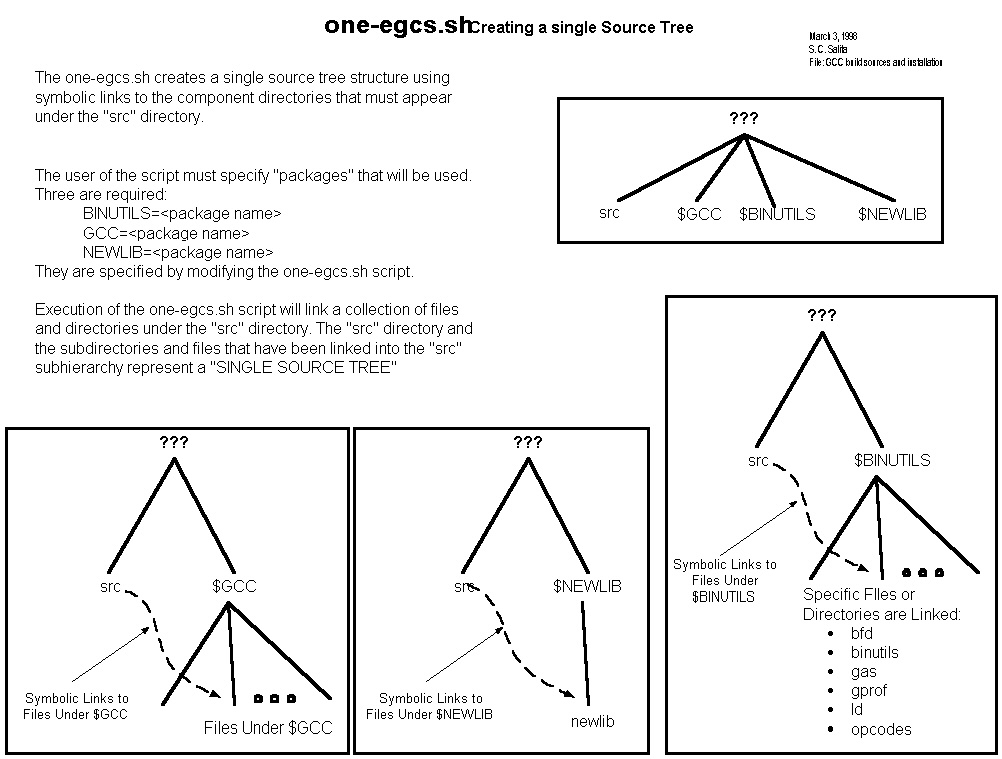 one-egcs.sh Creating a single Source Tree
March 3, 1998
S.C. Salita
File: GCC build sources and installation
The one-egcs.sh creates a single source tree structure using
symbolic links to the component directories that must appear
under the "src" directory.
The user of the script must specify "packages" that will be used.
Three are required:
BINUTILS=<package name>
GCC=<package name>
NEWLIB=<package name>
They are specified by modifying the one-egcs.sh script.
Execution of the one-egcs.sh script will link a collection of files
and directories under the "src" directory. The "src" directory and
the subdirectories and files that have been linked into the "src"
subhierarchy represent a "SINGLE SOURCE TREE"
???
src $GCC $BINUTILS $NEWLIB
???
src $GCC
Symbolic Links to
Files Under $GCC
Files Under $GCC
???
src $NEWLIB
Symbolic Links to
Files Under $NEWLIB
newlib
???
src $BINUTILS
Symbolic Links to
Files Under
$BINUTILS
Specific FIles or
Directories are Linked:
• bfd
• binutils
• gas
• gprof
• ld
• opcodes